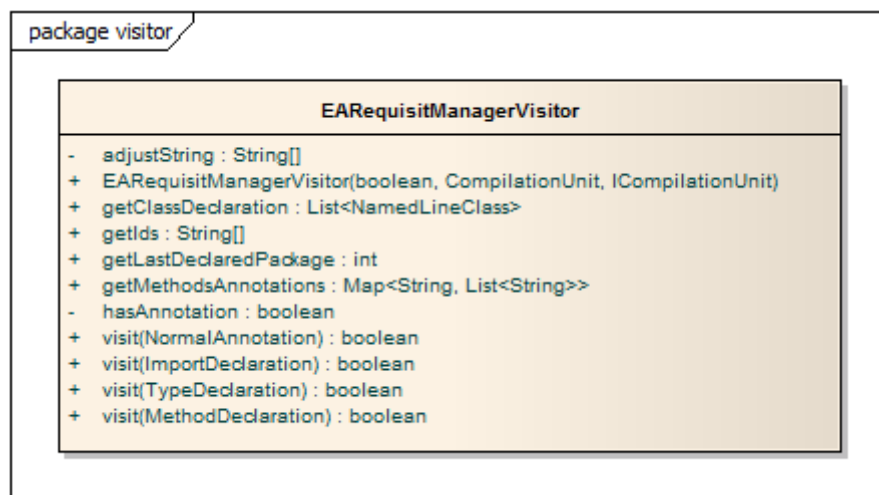 package visitor
EARequisitManagerVisitor
- adjustString : String[]
+ EARequisitManagerVisitor(boolean, CompilationUnit, ICompilationUnit)
+ getClassDeclaration : List<NamedLineClass>
+ getIds : String[]
+ getLastDeclaredPackage : int
+ getMethodsAnnotations : Map<String, List<String>>
- hasAnnotation : boolean
+ visit(NormalAnnotation) : boolean
+ visit(ImportDeclaration) : boolean
+ visit(TypeDeclaration) : boolean
+ visit(MethodDeclaration) : boolean